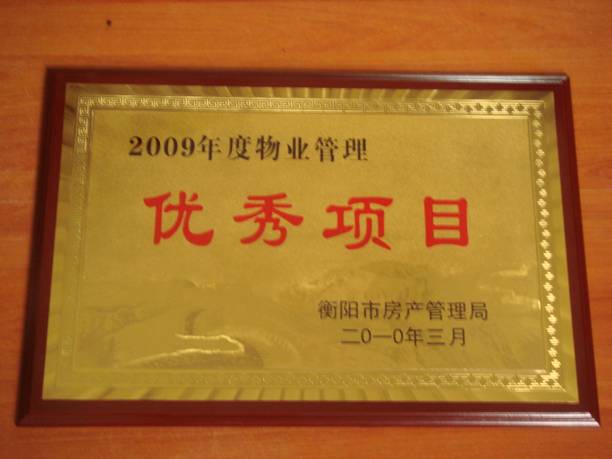 2009年度物业管理
优秀项目
衡阳市房产管理局
二0一0年三月